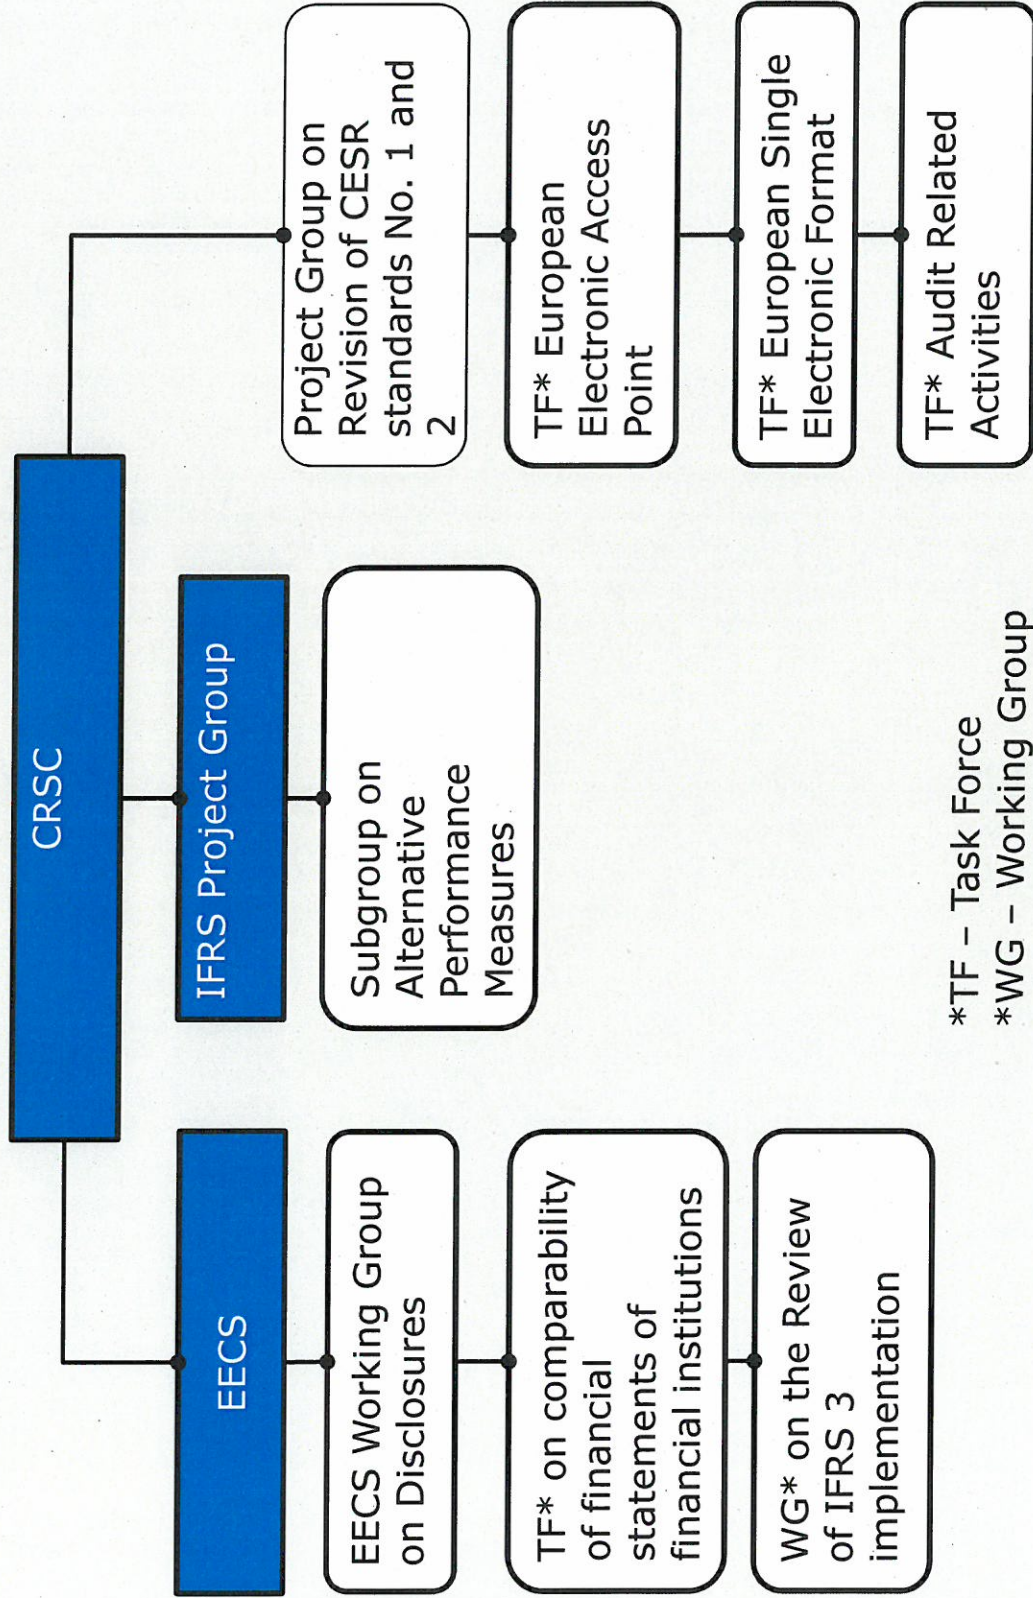 CRSC
EECS
EECS Working Group
on Disclosures
TF* on comparability
of financial
statements of
financial institutions
WG* on the Review
of IFRS 3
implementation
IFRS Project Group
Subgroup on
Alternative
Performance
Measures
Project Group on
Revision of CESR
standards No. 1 and
2
TF* European
Electronic Access
Point
TF* European Single
Electronic Format
TF* Audit Related
Activities
*TF – Task Force
*WG – Working Group